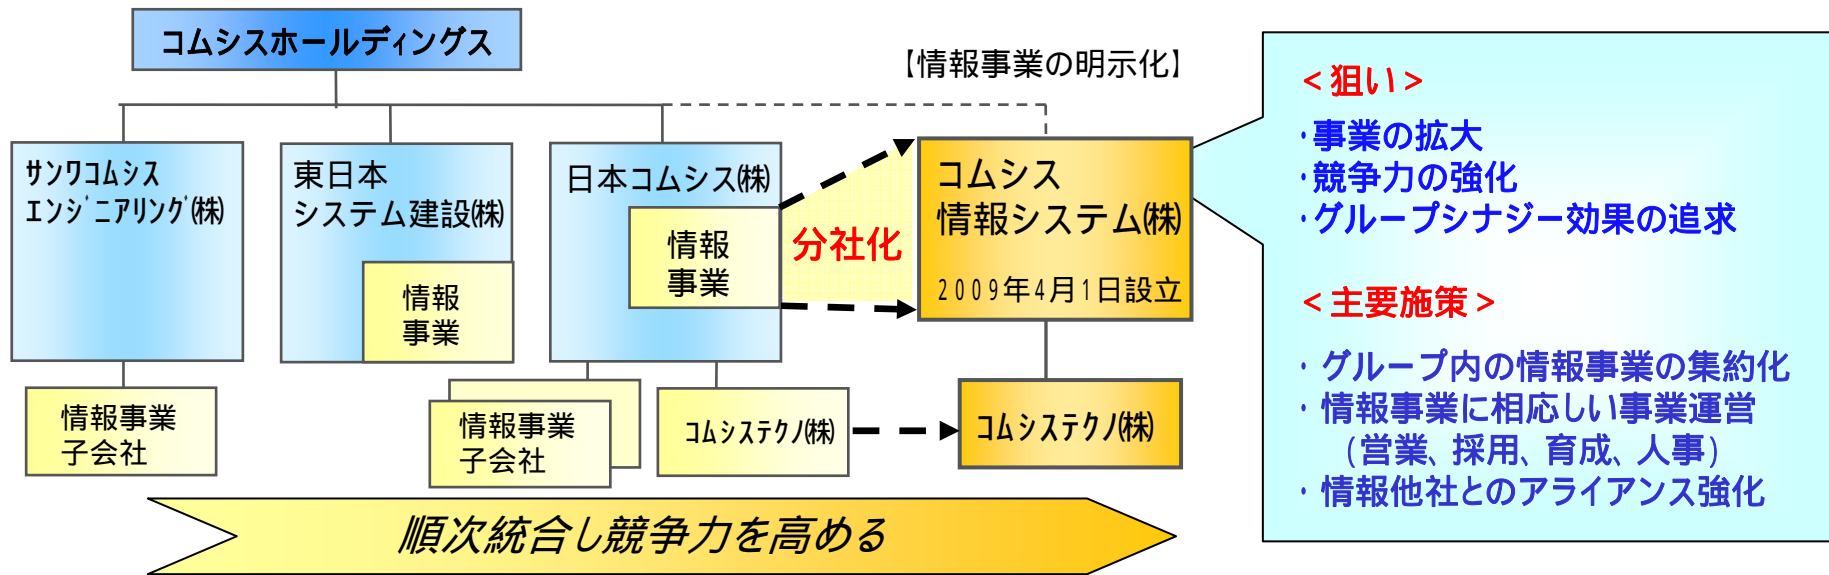 コムシスホールディングス
【情報事業の明示化】
サンワコムシス
エンジﾞニアリングﾞ㈱
東日本
システム建設㈱
情報
事業
日本コムシス㈱
情報
事業
分社化
コムシス
情報システム㈱
2009年4月1日設立
情報事業
子会社
情報事業
子会社
コムシステクノ㈱
コムシステクノ㈱
順次統合し競争力を高める
<狙い>
・事業の拡大
・競争力の強化
・グループシナジー効果の追求
<主要施策>
・グループ内の情報事業の集約化
・情報事業に相応しい事業運営
（営業、採用、育成、人事）
・情報他社とのアライアンス強化